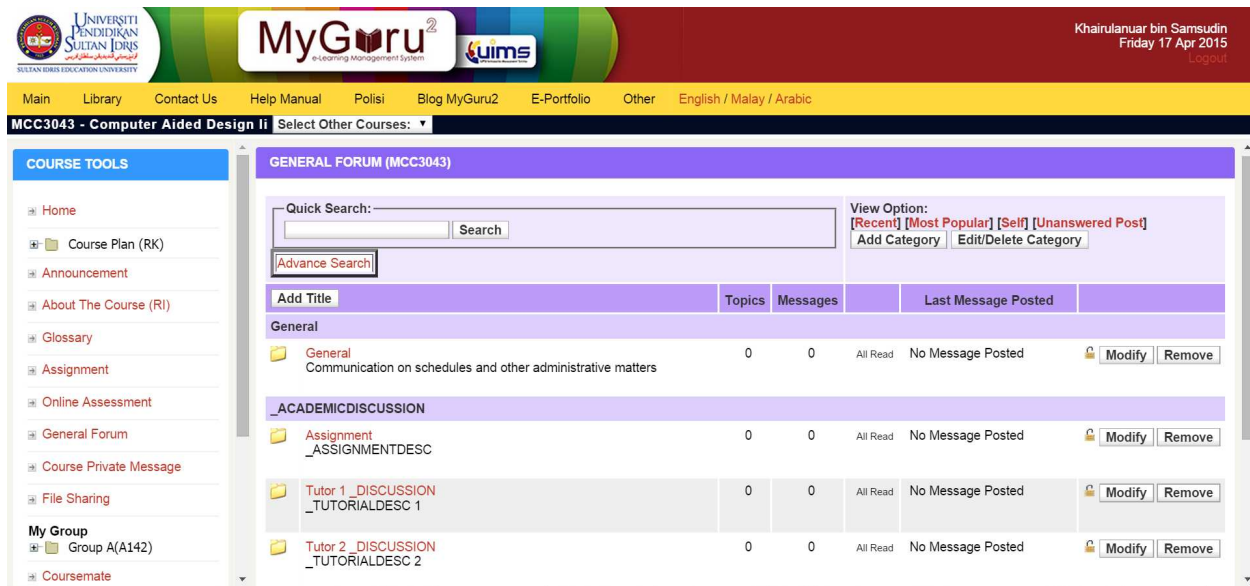 UNIVERSITI
PENDIDIKAN
SULTAN IDRIS
SULTAN IDRIS EDUCATION UNIVERSITY
MyGuru2
e-Learning Management System
uims
Khairulanuar bin Samsudin
Friday 17 Apr 2015
Logout
Main Library Contact Us Help Manual Polisi Blog MyGuru2 E-Portfolio Other English / Malay / Arabic
MCC3043 - Computer Aided Design Ii Select Other Courses:
COURSE TOOLS
Home
Course Plan (RK)
Announcement
About The Course (RI)
Glossary
Assignment
Online Assessment
General Forum
Course Private Message
File Sharing
My Group
Group A(A142)
Coursemate
GENERAL FORUM (MCC3043)
Quick Search:
Search
Advance Search
View Option:
[Recent] [Most Popular] [Self] [Unanswered Post]
Add Category Edit/Delete Category
Add Title Topics Messages Last Message Posted
General
General 0 0 All Read No Message Posted Modify Remove
Communication on schedules and other administrative matters
_ACADEMICDISCUSSION
Assignment 0 0 All Read No Message Posted Modify Remove
_ASSIGNMENTDESC
Tutor 1 _DISCUSSION 0 0 All Read No Message Posted Modify Remove
_TUTORIALDESC 1
Tutor 2 _DISCUSSION 0 0 All Read No Message Posted Modify Remove
_TUTORIALDESC 2